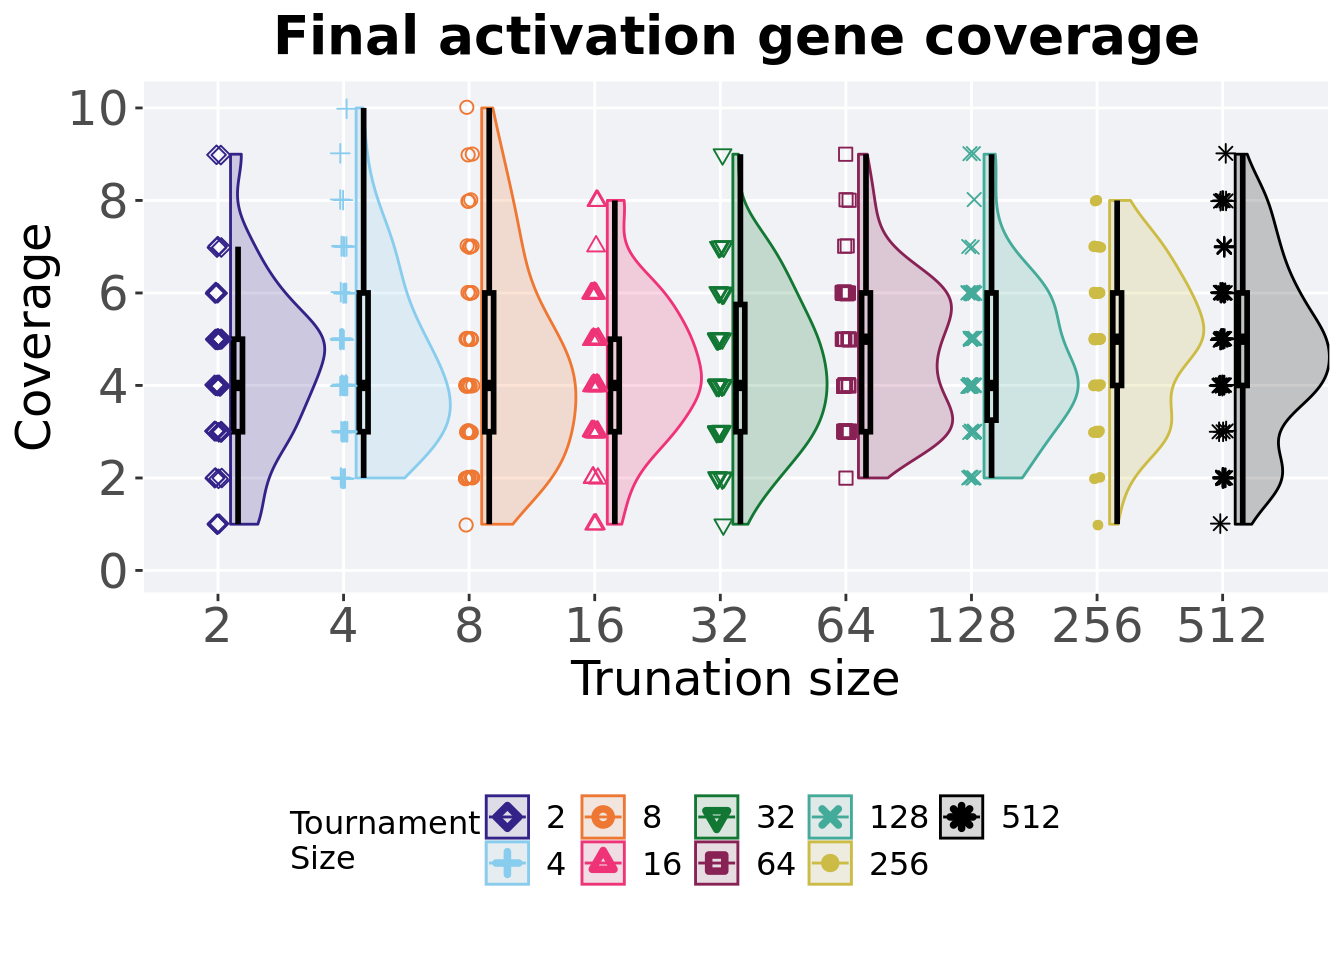 Final activation gene coverage
Coverage
10
8
6
4
2
0
2 4 8 16 32 64 128 256 512
Trunation size
Tournament
Size
2 8 32 128 512
4 16 64 256